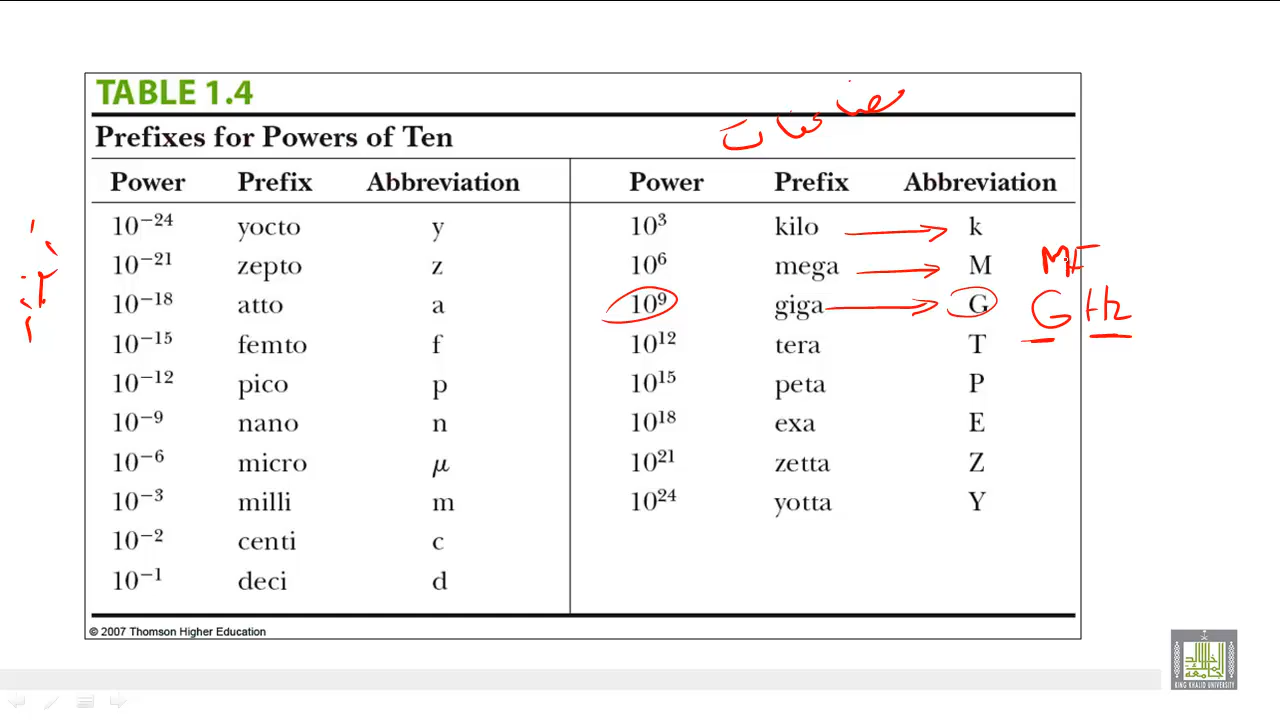 TABLE 1.4
Prefixes for Powers of Ten
Power Prefix Abbreviation Power Prefix Abbreviation
10⁻²⁴ yocto y 10³ kilo k
10⁻²¹ zepto z 10⁶ mega M
10⁻¹⁸ atto a 10⁹ giga G GHz
10⁻¹⁵ femto f 10¹² tera T
10⁻¹² pico p 10¹⁵ peta P
10⁻⁹ nano n 10¹⁸ exa E
10⁻⁶ micro μ 10²¹ zetta Z
10⁻³ milli m 10²⁴ yotta Y
10⁻² centi c
10⁻¹ deci d
© 2007 Thomson Higher Education
KING KHALID UNIVERSITY